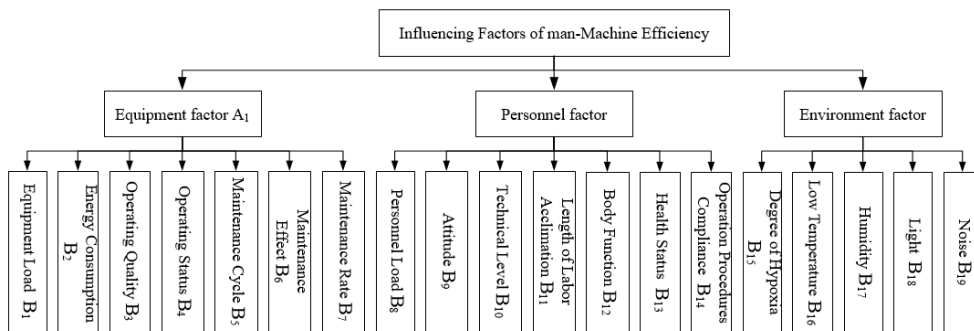 Influencing Factors of man-Machine Efficiency
Equipment factor A₁
Personnel factor
Environment factor
Equipment Load B₁
Energy Consumption
B₂
Operating Quality B₃
Operating Status B₄
Maintenance Cycle B₅
Maintenance
Effect B₆
Maintenance Rate B₇
Personnel Load B₈
Attitude B₉
Technical Level B₁₀
Length of Labor
Acclimation B₁₁
Body Function B₁₂
Health Status B₁₃
Operation Procedures
Compliance B₁₄
Degree of Hypoxia
B₁₅
Low Temperature B₁₆
Humidity B₁₇
Light B₁₈
Noise B₁₉